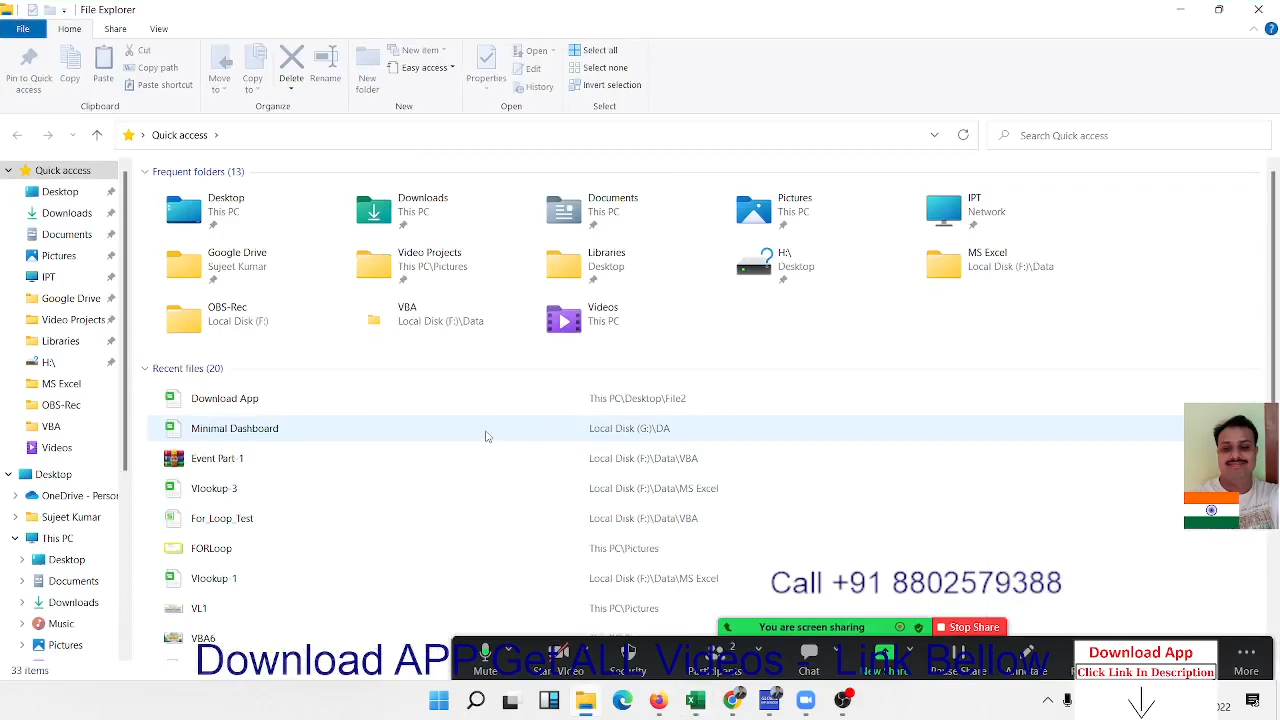 File Explorer
File
Home
Share
View
Pin to Quick access
Copy
Paste
Cut
Copy path
Paste shortcut
Clipboard
Move to
Copy to
Delete
Rename
Organize
New folder
New item
Easy access
New
Properties
Open
Edit
History
Open
Select all
Select none
Invert selection
Select
Quick access
Search Quick access
Quick access
Desktop
Downloads
Documents
Pictures
IPT
Google Drive
Video Projects
Libraries
H:\
MS Excel
OBS-Rec
VBA
Videos
Desktop
OneDrive - Perso
Sujeet Kumar
This PC
Desktop
Documents
Downloads
Music
Pictures
33 items
Frequent folders (13)
Desktop
This PC
Downloads
This PC
Documents
This PC
Pictures
This PC
IPT
Network
Google Drive
Sujeet Kumar
Video Projects
This PC\Pictures
Libraries
Desktop
H:\
Desktop
MS Excel
Local Disk (F:)\Data
OBS-Rec
Local Disk (F:)
VBA
Local Disk (F:)\Data
Videos
This PC
Recent files (20)
Download App This PC\Desktop\File2
Minimal Dashboard Local Disk (G:)\DA
Event Part-1 Local Disk (F:)\Data\VBA
Vlookup-3 Local Disk (F:)\Data\MS Excel
For_Loop_Test Local Disk (F:)\Data\VBA
FORLoop This PC\Pictures
Vlookup 1 Local Disk (F:)\Data\MS Excel
VL1 This PC\Pictures
Call +91 8802579388
You are screen sharing
Stop Share
Download APP Get ALL Videos - Link Bellow
Security
Chat
More
Download App
Click Link In Description